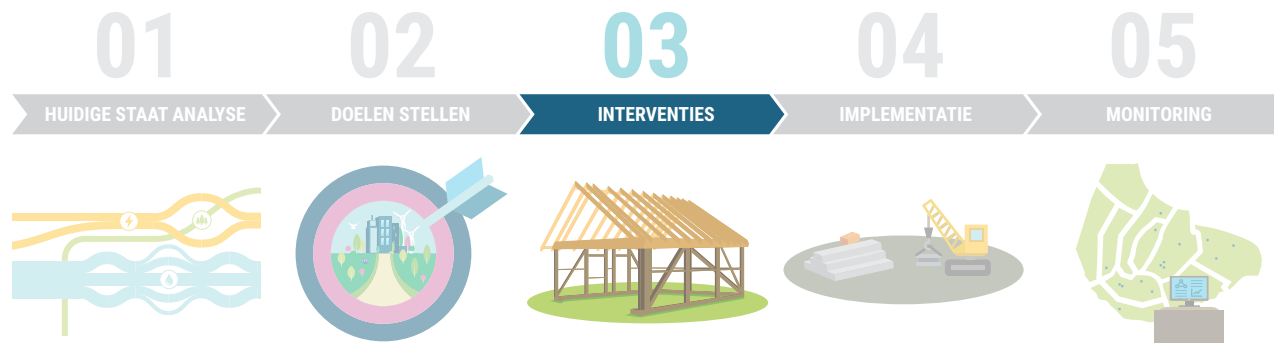 01
02
03
04
05
HUIDIGE STAAT ANALYSE
DOELEN STELLEN
INTERVENTIES
IMPLEMENTATIE
MONITORING